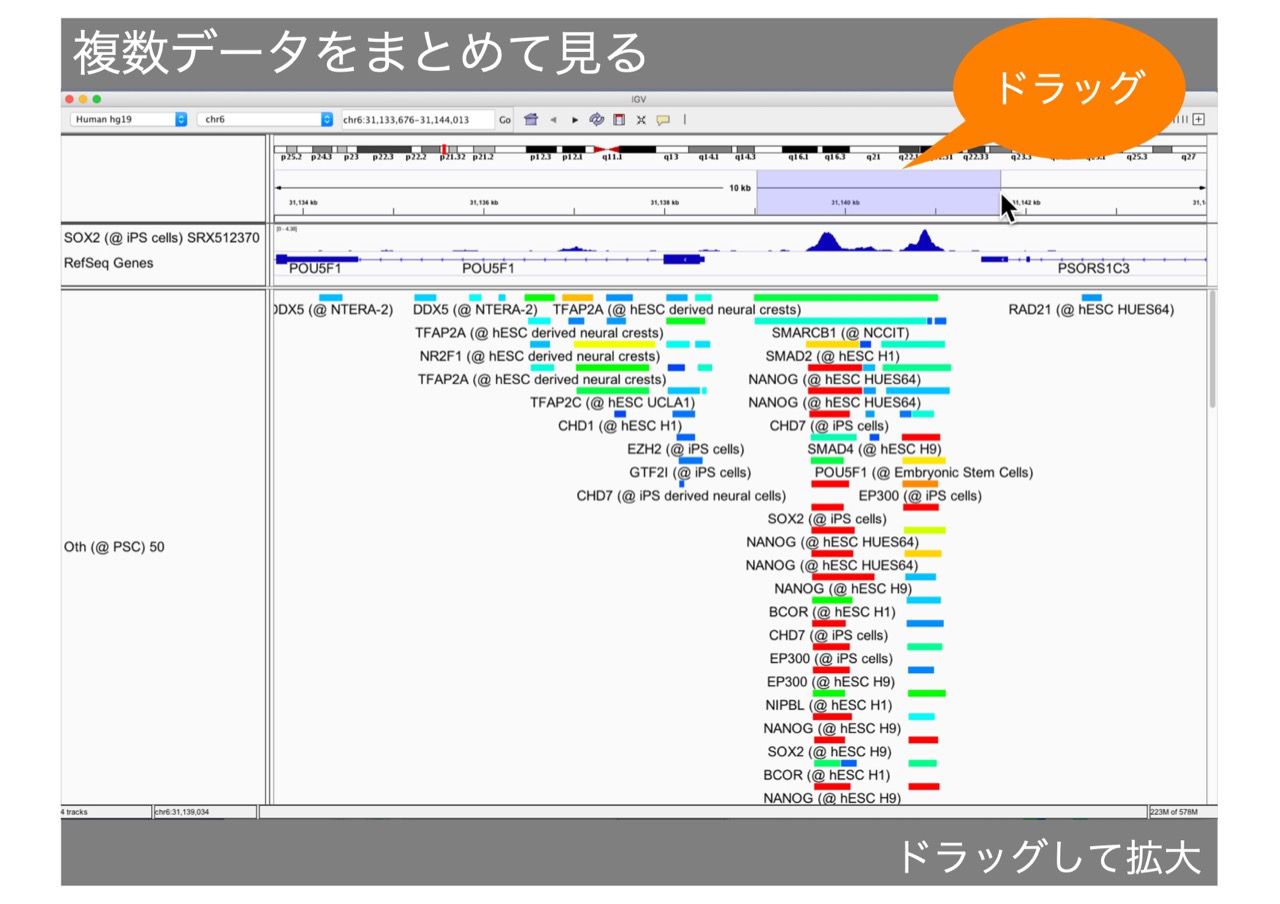 複数データをまとめて見る
ドラッグ
IGV
Human hg19 chr6 chr6:31,133,676-31,144,013 Go
p25.2 p24.3 p23 p22.3 p22.2 p21.32 p21.2 p12.3 p12.1 q11.1 q13 q14.1 q14.3 q16.1 q16.3 q21 q22.33 q23.3 q25.3 q27
10 kb
31,134 kb 31,136 kb 31,138 kb 31,140 kb 31,142 kb
SOX2 (@ iPS cells) SRX512370
[0 - 4.38]
RefSeq Genes
POU5F1 POU5F1 PSORS1C3
DDX5 (@ NTERA-2) DDX5 (@ NTERA-2) TFAP2A (@ hESC derived neural crests) RAD21 (@ hESC HUES64)
TFAP2A (@ hESC derived neural crests) SMARCB1 (@ NCCIT)
NR2F1 (@ hESC derived neural crests) SMAD2 (@ hESC H1)
TFAP2A (@ hESC derived neural crests) NANOG (@ hESC HUES64)
TFAP2C (@ hESC UCLA1) NANOG (@ hESC HUES64)
CHD1 (@ hESC H1) CHD7 (@ iPS cells)
EZH2 (@ iPS cells) SMAD4 (@ hESC H9)
GTF2I (@ iPS cells) POU5F1 (@ Embryonic Stem Cells)
CHD7 (@ iPS derived neural cells) EP300 (@ iPS cells)
SOX2 (@ iPS cells)
NANOG (@ hESC HUES64)
Oth (@ PSC) 50
NANOG (@ hESC HUES64)
NANOG (@ hESC H9)
BCOR (@ hESC H1)
CHD7 (@ iPS cells)
EP300 (@ iPS cells)
EP300 (@ hESC H9)
NIPBL (@ hESC H1)
NANOG (@ hESC H9)
SOX2 (@ hESC H9)
BCOR (@ hESC H1)
NANOG (@ hESC H9)
4 tracks chr6:31,139,034 223M of 578M
ドラッグして拡大